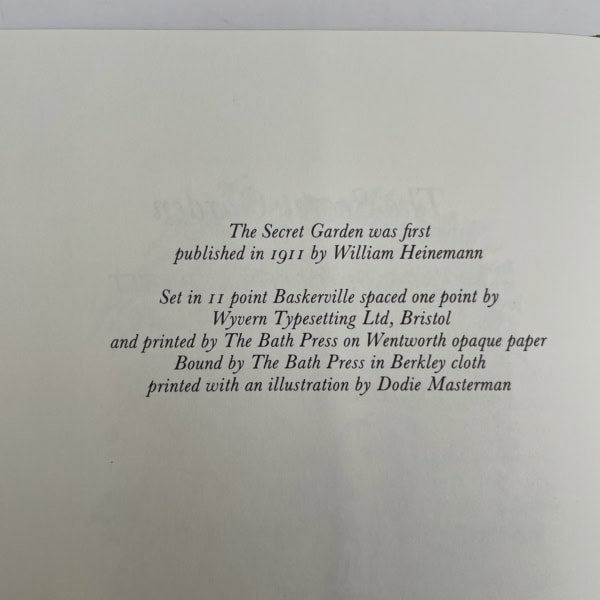 The Secret Garden was first
published in 1911 by William Heinemann
Set in 11 point Baskerville spaced one point by
Wyvern Typesetting Ltd, Bristol
and printed by The Bath Press on Wentworth opaque paper
Bound by The Bath Press in Berkley cloth
printed with an illustration by Dodie Masterman